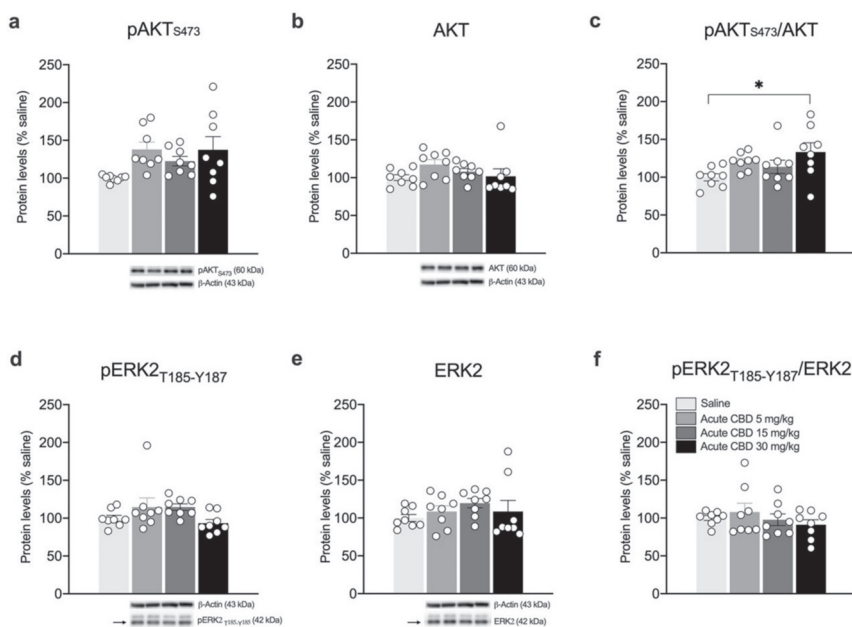 a
pAKTS473
Protein levels (% saline)
250
200
150
100
50
0
pAKTS473 (60 kDa)
β-Actin (43 kDa)
b
AKT
Protein levels (% saline)
250
200
150
100
50
0
AKT (60 kDa)
β-Actin (43 kDa)
c
pAKTS473/AKT
Protein levels (% saline)
250
200
150
100
50
0
*
d
pERK2T185-Y187
Protein levels (% saline)
250
200
150
100
50
0
β-Actin (43 kDa)
pERK2 T185-Y185 (42 kDa)
e
ERK2
Protein levels (% saline)
250
200
150
100
50
0
β-Actin (43 kDa)
ERK2 (42 kDa)
f
pERK2T185-Y187/ERK2
Protein levels (% saline)
250
200
150
100
50
0
Saline
Acute CBD 5 mg/kg
Acute CBD 15 mg/kg
Acute CBD 30 mg/kg